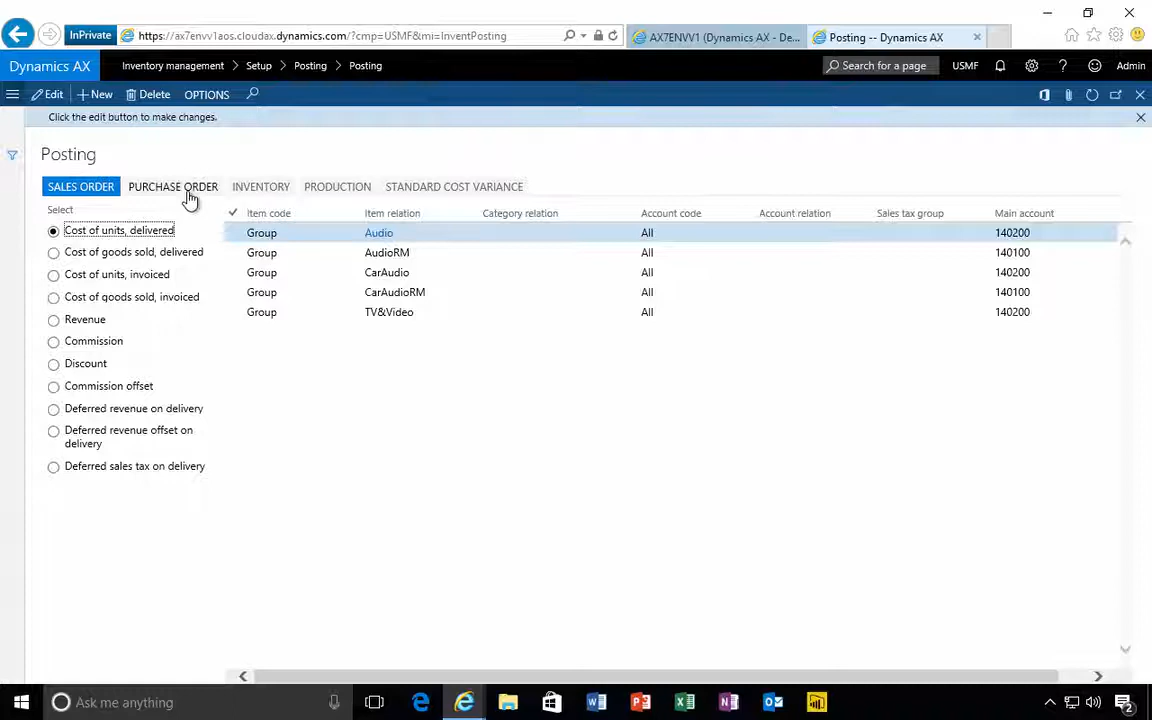 InPrivate
https://ax7envv1aos.cloudax.dynamics.com/?cmp=USMF&mi=InventPosting
AX7ENVV1 (Dynamics AX - De...
Posting -- Dynamics AX
Dynamics AX
Inventory management > Setup > Posting > Posting
Search for a page
USMF
?
Admin
Edit
+ New
Delete
OPTIONS
Click the edit button to make changes.
Posting
SALES ORDER
PURCHASE ORDER
INVENTORY
PRODUCTION
STANDARD COST VARIANCE
Select
Cost of units, delivered
Cost of goods sold, delivered
Cost of units, invoiced
Cost of goods sold, invoiced
Revenue
Commission
Discount
Commission offset
Deferred revenue on delivery
Deferred revenue offset on
delivery
Deferred sales tax on delivery
Item code Item relation Category relation Account code Account relation Sales tax group Main account
Group Audio All 140200
Group AudioRM All 140100
Group CarAudio All 140200
Group CarAudioRM All 140100
Group TV&Video All 140200
Ask me anything
2